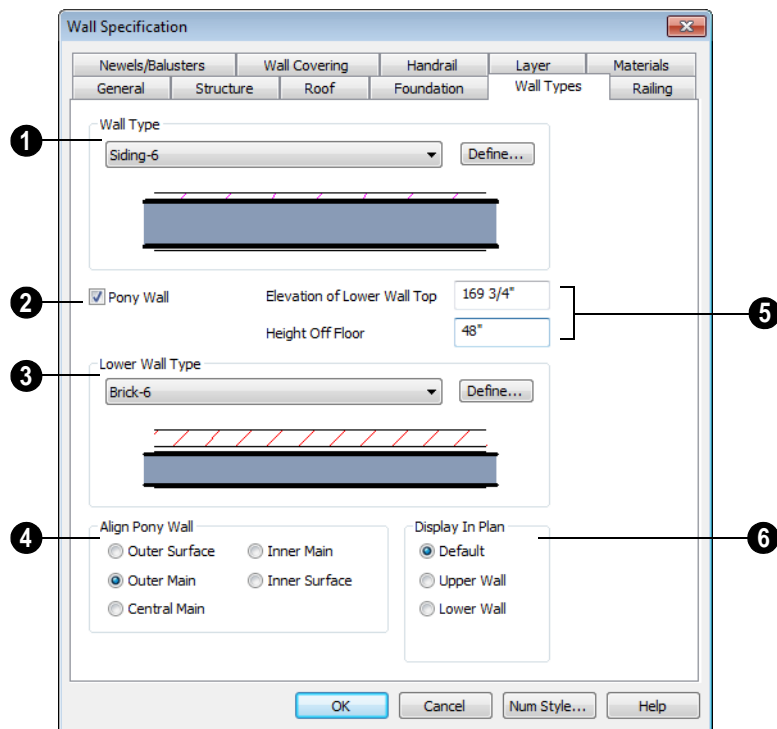 Wall Specification
Newels/Balusters Wall Covering Handrail Layer Materials
General Structure Roof Foundation Wall Types Railing
1 Wall Type
Siding-6 Define...
2 Pony Wall Elevation of Lower Wall Top 169 3/4"
5
Height Off Floor 48"
3 Lower Wall Type
Brick-6 Define...
4 Align Pony Wall Display In Plan 6
Outer Surface Inner Main Default
Outer Main Inner Surface Upper Wall
Central Main Lower Wall
OK Cancel Num Style... Help